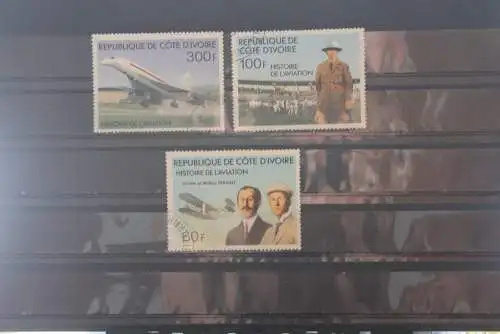 REPUBLIQUE DE CÔTE D'IVOIRE
300F
HISTOIRE DE L'AVIATION
REPUBLIQUE DE CÔTE D'IVOIRE
100F
HISTOIRE DE L'AVIATION
REPUBLIQUE DE CÔTE D'IVOIRE
HISTOIRE DE L'AVIATION
60F